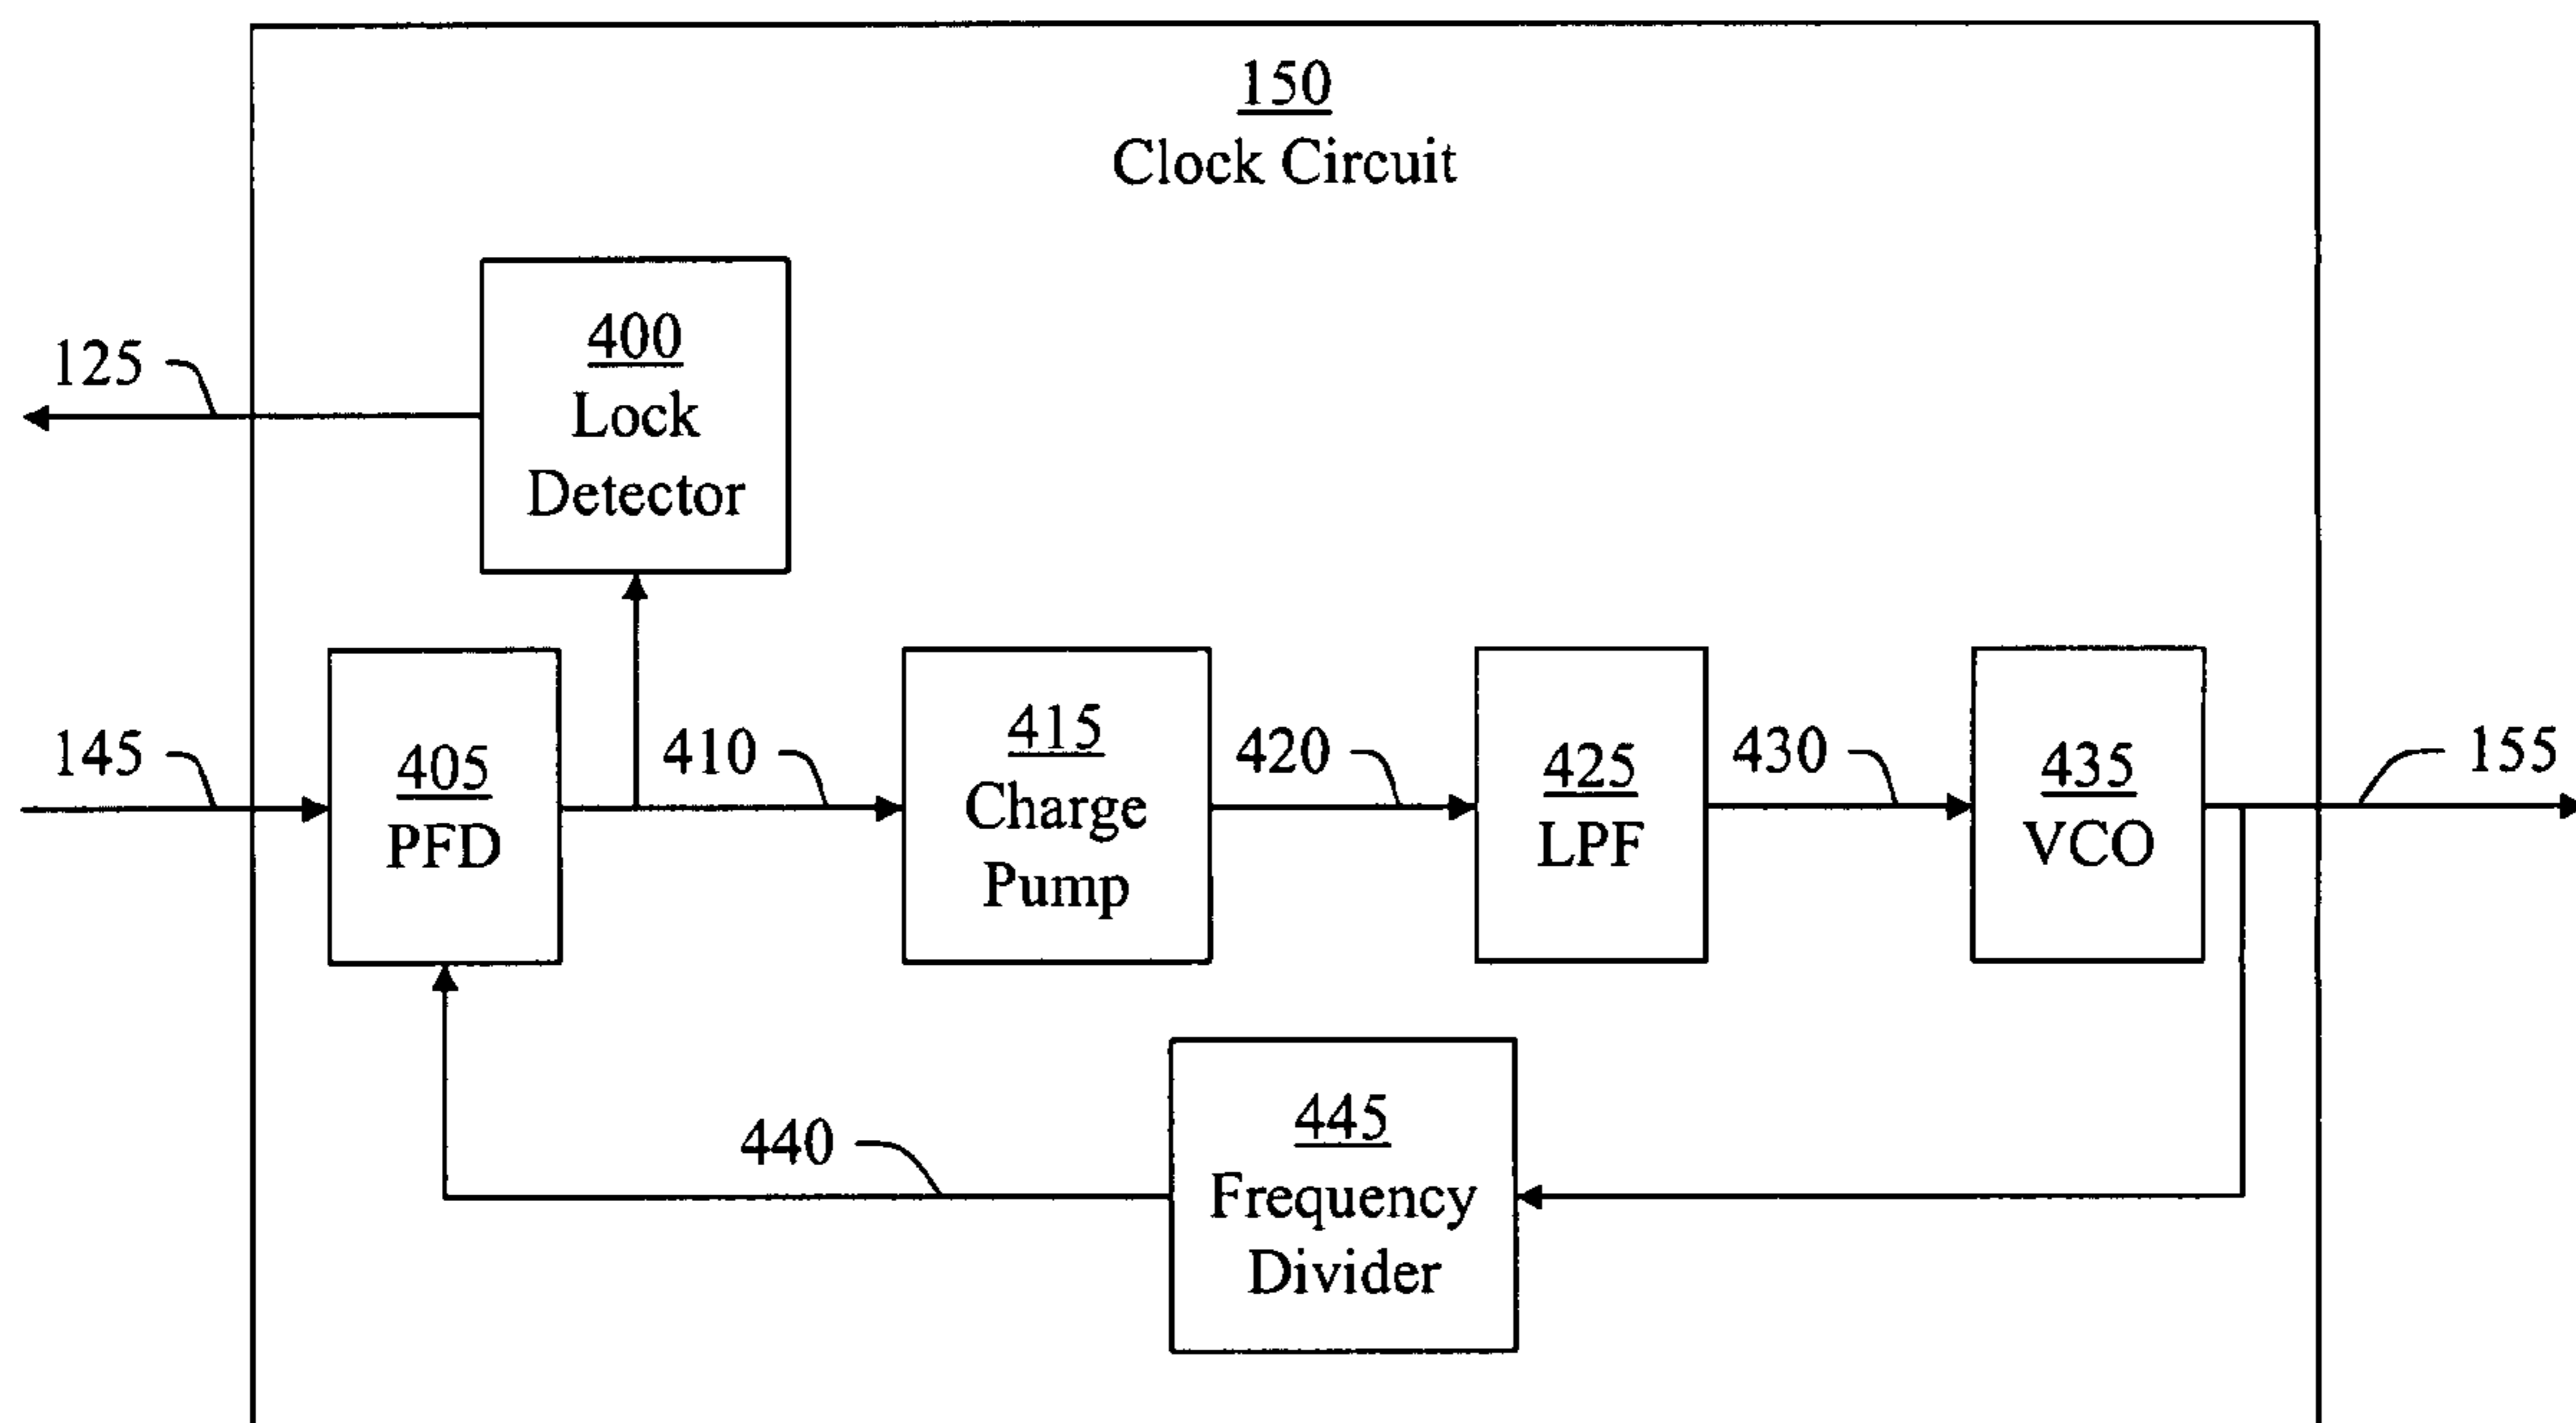 150
Clock Circuit
400
Lock
Detector
125
145
405
PFD
410
415
Charge
Pump
420
425
LPF
430
435
VCO
155
440
445
Frequency
Divider